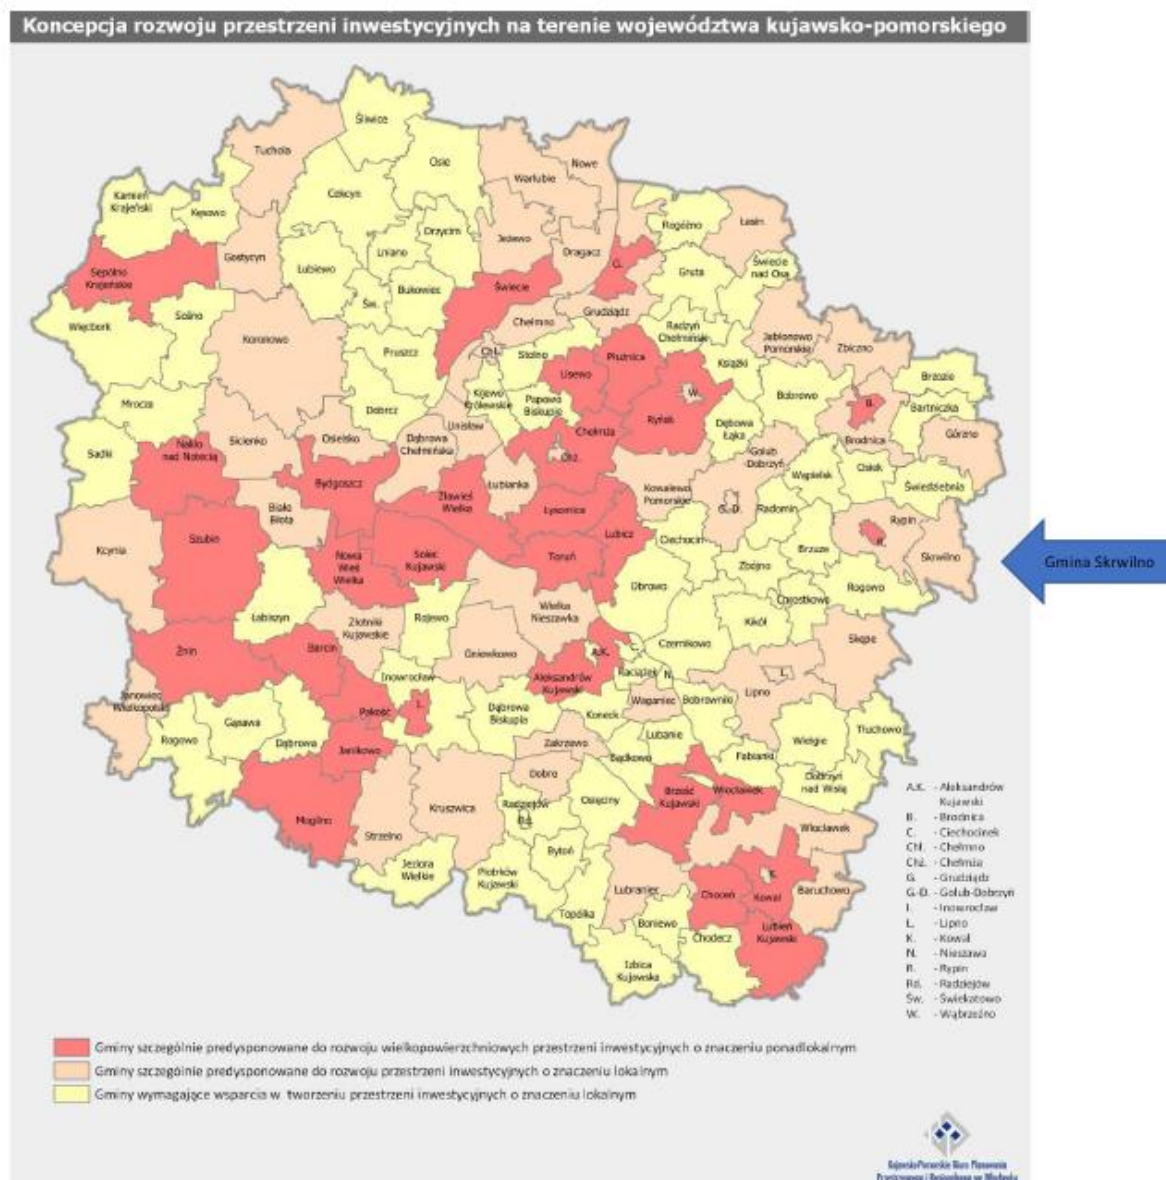 Koncepcja rozwoju przestrzeni inwestycyjnych na terenie województwa kujawsko-pomorskiego
Śliwice
Tuchola
Osie
Nowe
Warlubie
Kamień
Krajeński
Cekcyn
Kęsowo
Rogóźno
Łasin
Drzycim
Jeżewo
Dragacz
Gostycyn
Lniano
Lubiewo
G.
Świecie
nad Osą
Gruta
Sępólno
Krajeńskie
Bukowiec
Św.
Świecie
Sośno
Więcbork
Grudziądz
Chełmno
Radzyń
Chełmiński
Jabłonowo
Pomorskie
Zbiczno
Koronowo
Pruszcz
Chł.
Stolno
Płużnica
Książki
Lisewo
Brzozie
Kijewo
Królewskie
Papowo
Biskupie
W.
Bobrowo
B.
Bartniczka
Mrocza
Dobrcz
Unisław
Chełmża
Ryńsk
Dębowa
Łąka
Brodnica
Górzno
Sicienko
Osielsko
Dąbrowa
Chełmińska
Nakło
nad Notecią
Sadki
Chż.
Golub-
Dobrzyń
Wąpielsk
Osiek
Świedziebnia
Bydgoszcz
Zławieś
Wielka
Łubianka
Kowalewo
Pomorskie
Białe
Błota
Łysomice
G.-D.
Radomin
Rypin
R.
Skrwilno
Gmina Skrwilno
Kcynia
Szubin
Nowa
Wieś
Wielka
Solec
Kujawski
Toruń
Lubicz
Ciechocin
Brzuze
Zbójno
Obrowo
Rogowo
Chrostkowo
Łabiszyn
Złotniki
Kujawskie
Rojewo
Wielka
Nieszawka
Kikół
Czernikowo
Skępe
Żnin
Barcin
Gniewkowo
A.K.
C.
Inowrocław
Aleksandrów
Kujawski
Raciążek
N.
Ł.
Lipno
Janowiec
Wielkopolski
Pakość
I.
Dąbrowa
Biskupia
Waganiec
Bobrowniki
Koneck
Gąsawa
Rogowo
Dąbrowa
Janikowo
Zakrzewo
Lubanie
Bądkowo
Wielgie
Tłuchowo
Fabianki
Dobre
Dobrzyń
nad Wisłą
Kruszwica
Radziejów
Rd.
Osięciny
Brześć
Kujawski
Włocławek
Mogilno
Strzelno
Włocławek
Bytoń
Jeziora
Wielkie
Piotrków
Kujawski
K.
Lubraniec
Choceń
Kowal
Baruchowo
Topólka
Boniewo
Lubień
Kujawski
Chodecz
Izbica
Kujawska
A.K. - Aleksandrów
Kujawski
B. - Brodnica
C. - Ciechocinek
Chł. - Chełmno
Chż. - Chełmża
G. - Grudziądz
G.-D. - Golub-Dobrzyń
I. - Inowrocław
Ł. - Lipno
K. - Kowal
N. - Nieszawa
R. - Rypin
Rd. - Radziejów
Św. - Świekatowo
W. - Wąbrzeźno
Gminy szczególnie predysponowane do rozwoju wielkopowierzchniowych przestrzeni inwestycyjnych o znaczeniu ponadlokalnym
Gminy szczególnie predysponowane do rozwoju przestrzeni inwestycyjnych o znaczeniu lokalnym
Gminy wymagające wsparcia w tworzeniu przestrzeni inwestycyjnych o znaczeniu lokalnym
Kujawsko-Pomorskie Biuro Planowania
Przestrzennego i Regionalnego we Włocławku